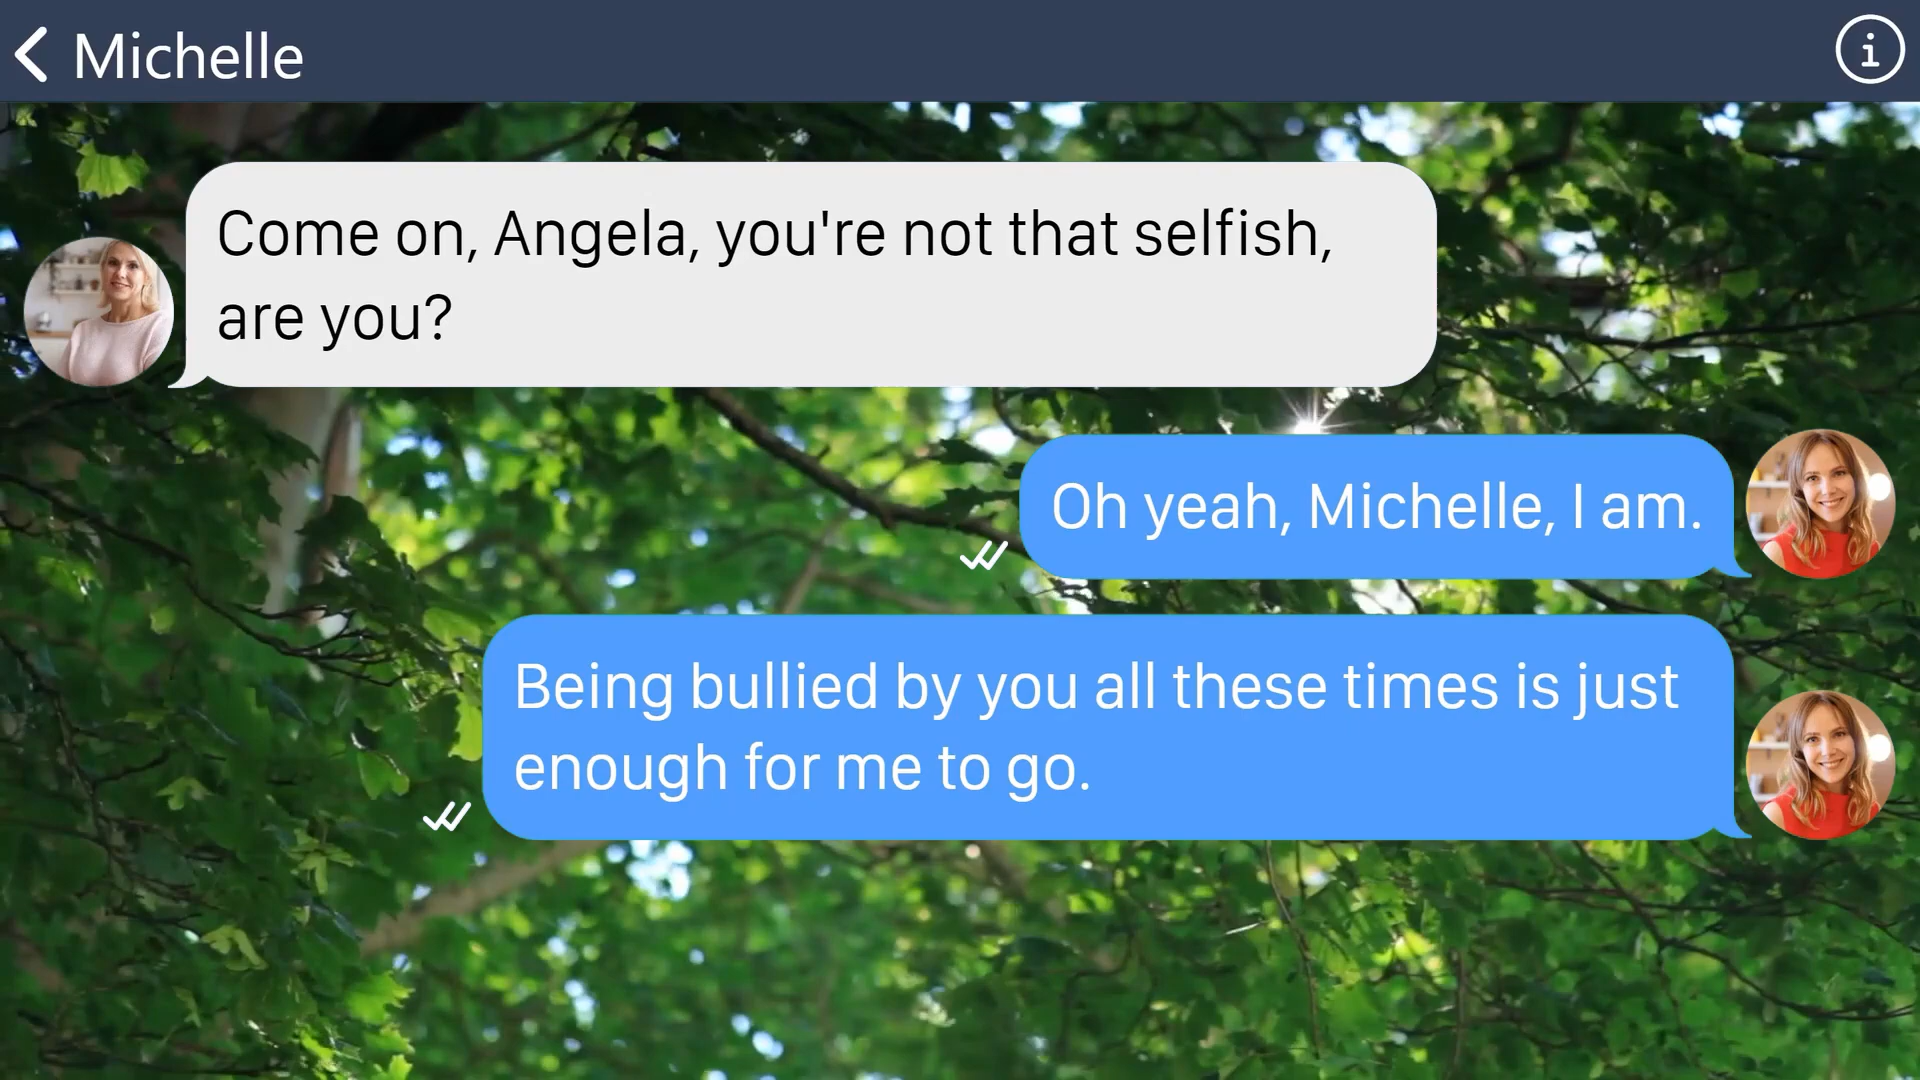 Michelle
Come on, Angela, you're not that selfish,
are you?
Oh yeah, Michelle, I am.
Being bullied by you all these times is just
enough for me to go.